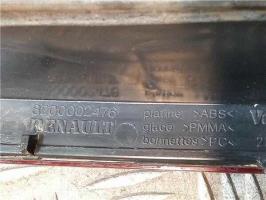 8200002476 platine >ABS<
RENAULT glace >PMMA<
bonnettes >PC<